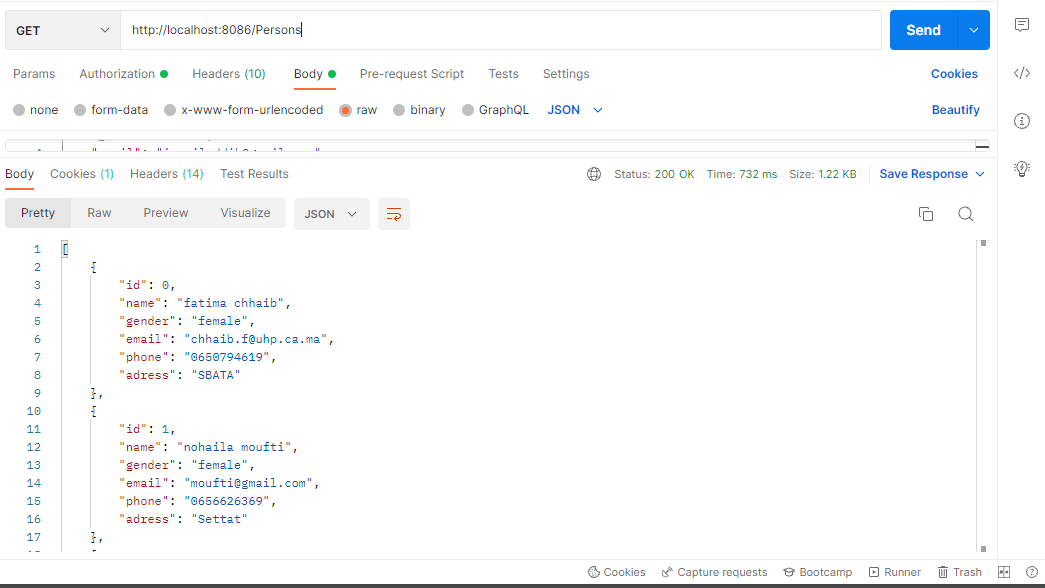 GET http://localhost:8086/Persons Send
Params Authorization Headers (10) Body Pre-request Script Tests Settings Cookies
none form-data x-www-form-urlencoded raw binary GraphQL JSON Beautify
Body Cookies (1) Headers (14) Test Results Status: 200 OK Time: 732 ms Size: 1.22 KB Save Response
Pretty Raw Preview Visualize JSON
1 [
2 {
3 "id": 0,
4 "name": "fatima chhaib",
5 "gender": "female",
6 "email": "chhaib.f@uhp.ca.ma",
7 "phone": "0650794619",
8 "adress": "SBATA"
9 },
10 {
11 "id": 1,
12 "name": "nohaila moufti",
13 "gender": "female",
14 "email": "moufti@gmail.com",
15 "phone": "0656626369",
16 "adress": "Settat"
17 },
Cookies Capture requests Bootcamp Runner Trash